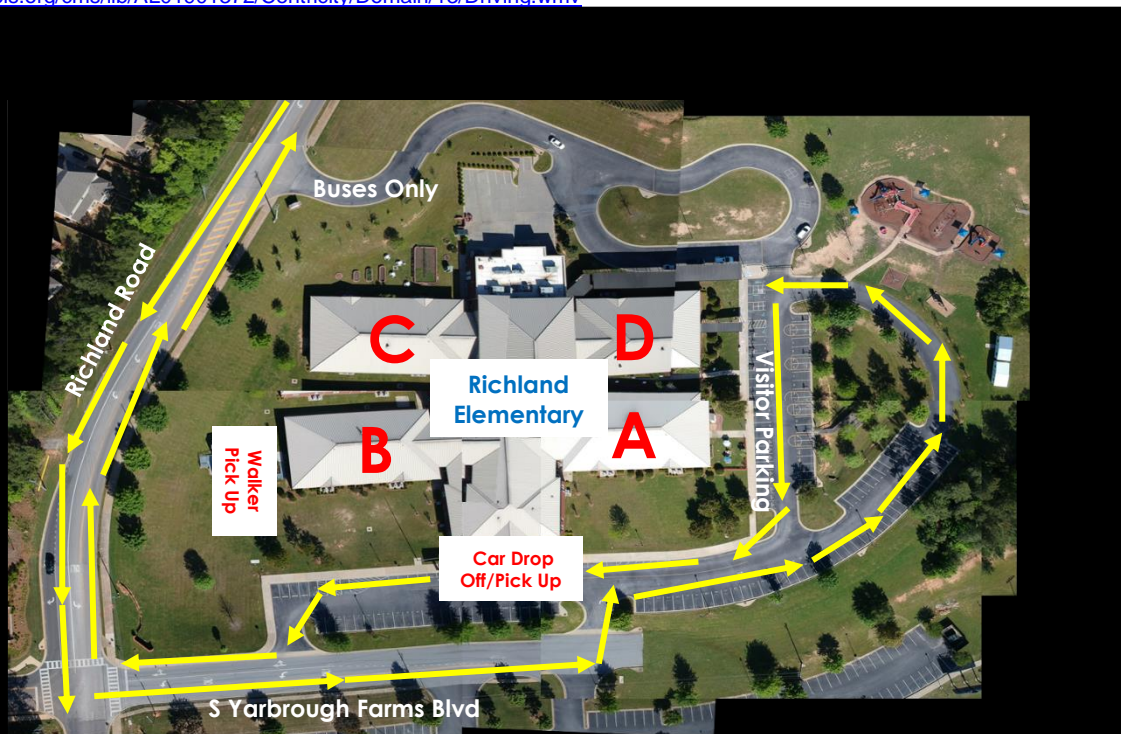 Buses Only
Richland Road
C
D
Richland
Elementary
B
A
Visitor Parking
Walker
Pick Up
Car Drop
Off/Pick Up
S Yarbrough Farms Blvd